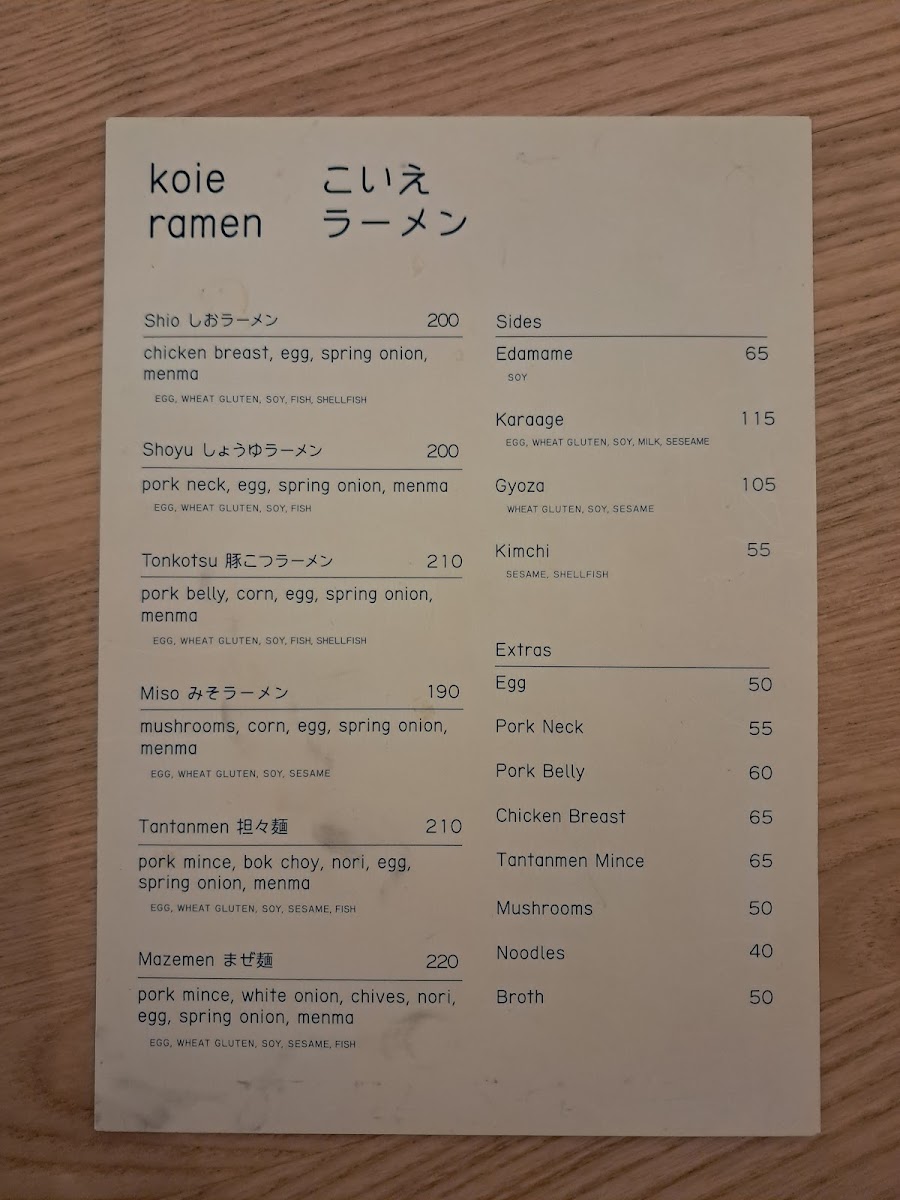 koie こいえ
ramen ラーメン
Shio しおラーメン 200
chicken breast, egg, spring onion,
menma
EGG, WHEAT GLUTEN, SOY, FISH, SHELLFISH
Shoyu しょうゆラーメン 200
pork neck, egg, spring onion, menma
EGG, WHEAT GLUTEN, SOY, FISH
Tonkotsu 豚こつラーメン 210
pork belly, corn, egg, spring onion,
menma
EGG, WHEAT GLUTEN, SOY, FISH, SHELLFISH
Miso みそラーメン 190
mushrooms, corn, egg, spring onion,
menma
EGG, WHEAT GLUTEN, SOY, SESAME
Tantanmen 担々麺 210
pork mince, bok choy, nori, egg,
spring onion, menma
EGG, WHEAT GLUTEN, SOY, SESAME, FISH
Mazemen まぜ麺 220
pork mince, white onion, chives, nori,
egg, spring onion, menma
EGG, WHEAT GLUTEN, SOY, SESAME, FISH
Sides
Edamame 65
SOY
Karaage 115
EGG, WHEAT GLUTEN, SOY, MILK, SESEAME
Gyoza 105
WHEAT GLUTEN, SOY, SESAME
Kimchi 55
SESAME, SHELLFISH
Extras
Egg 50
Pork Neck 55
Pork Belly 60
Chicken Breast 65
Tantanmen Mince 65
Mushrooms 50
Noodles 40
Broth 50